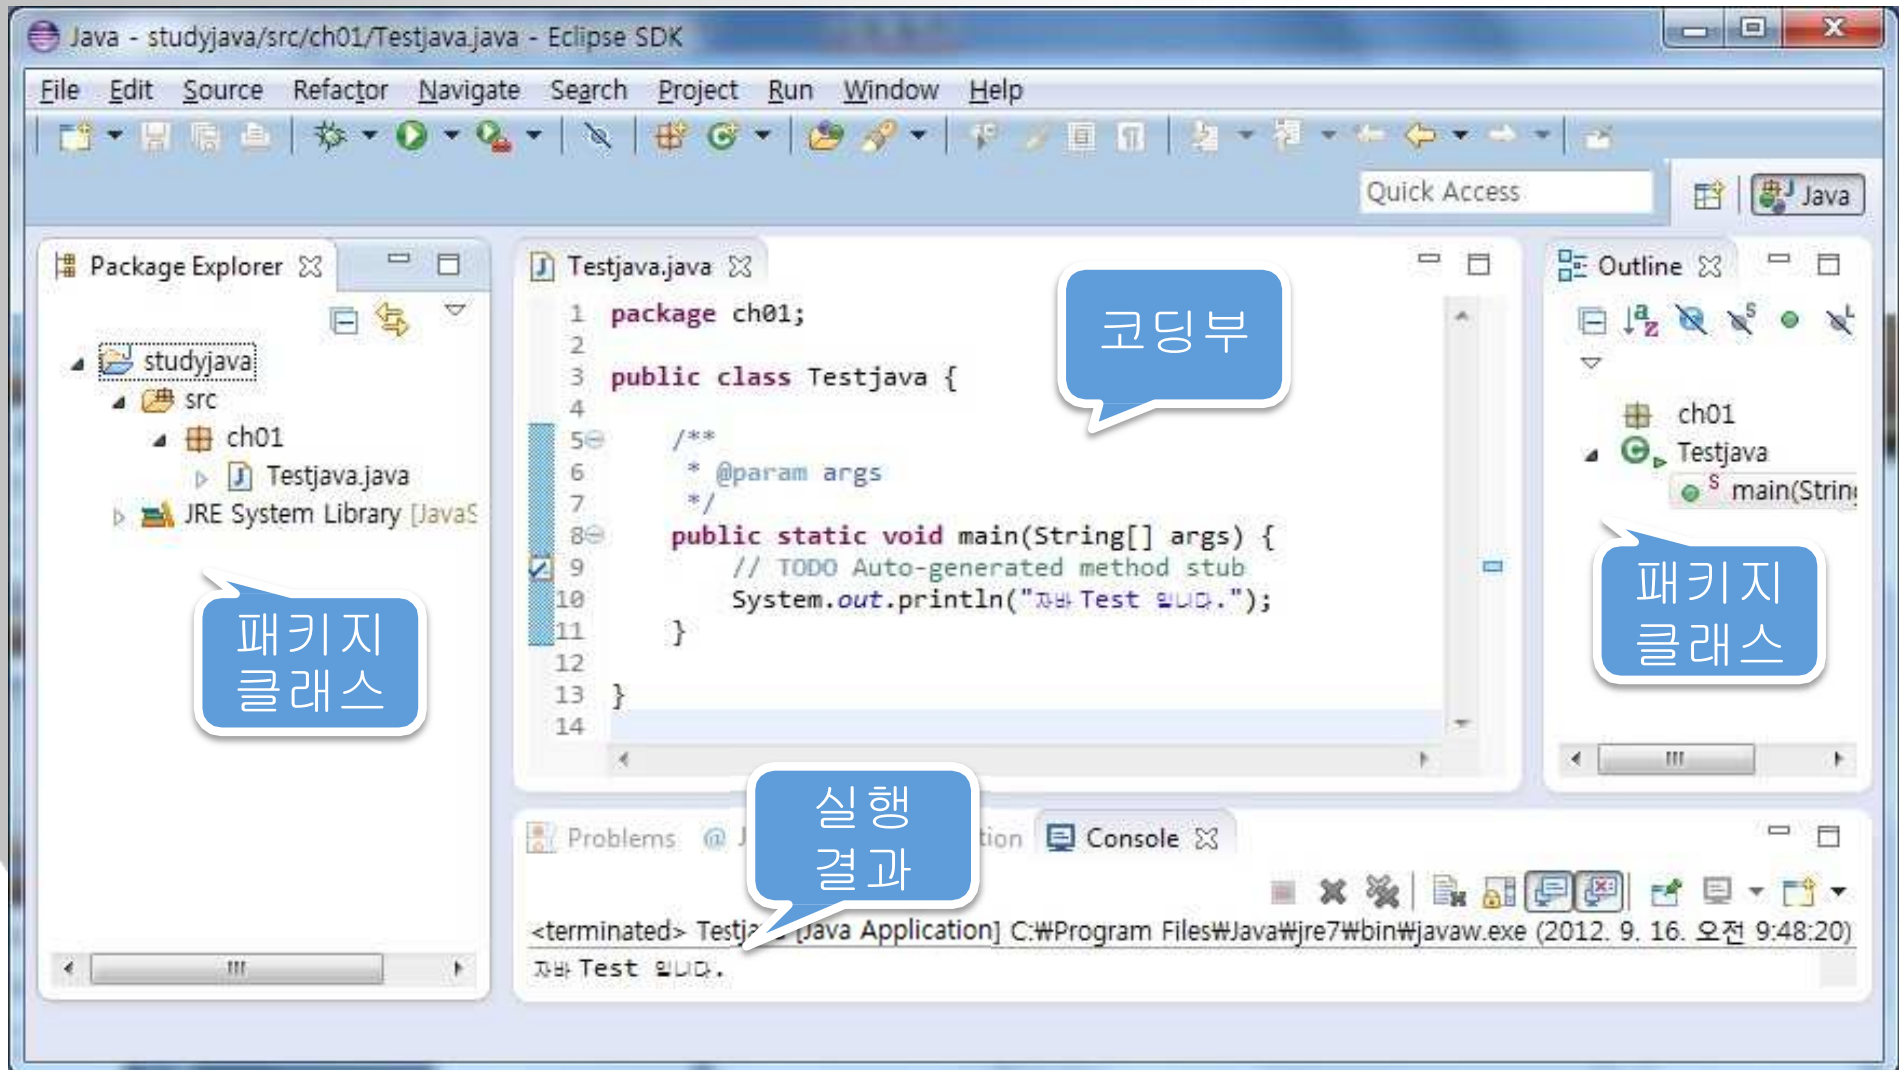 Java - studyjava/src/ch01/Testjava.java - Eclipse SDK
File Edit Source Refactor Navigate Search Project Run Window Help
Quick Access
Java
Package Explorer
studyjava
src
ch01
Testjava.java
JRE System Library [JavaS
패키지
클래스
Testjava.java
코딩부
1 package ch01;
2
3 public class Testjava {
4
5 /**
6 * @param args
7 */
8 public static void main(String[] args) {
9 // TODO Auto-generated method stub
10 System.out.println("자바 Test 입니다.");
11 }
12
13 }
14
Outline
ch01
Testjava
main(String
패키지
클래스
실행
결과
Problems @ J tion Console
<terminated> Testjava [Java Application] C:₩Program Files₩Java₩jre7₩bin₩javaw.exe (2012. 9. 16. 오전 9:48:20)
자바 Test 입니다.